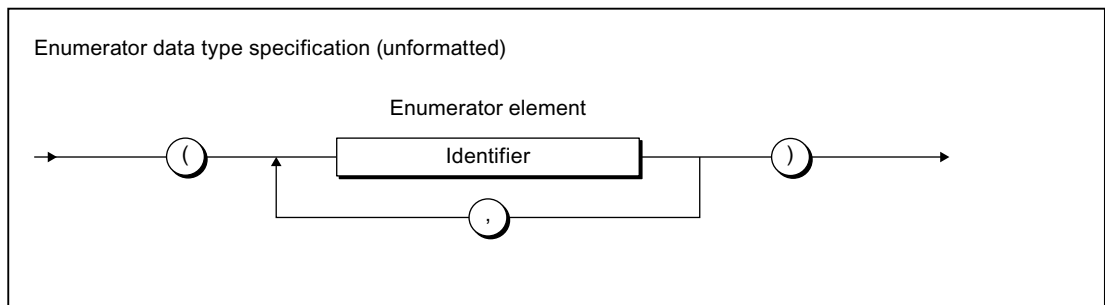 Enumerator data type specification (unformatted)
Enumerator element
( Identifier )
,